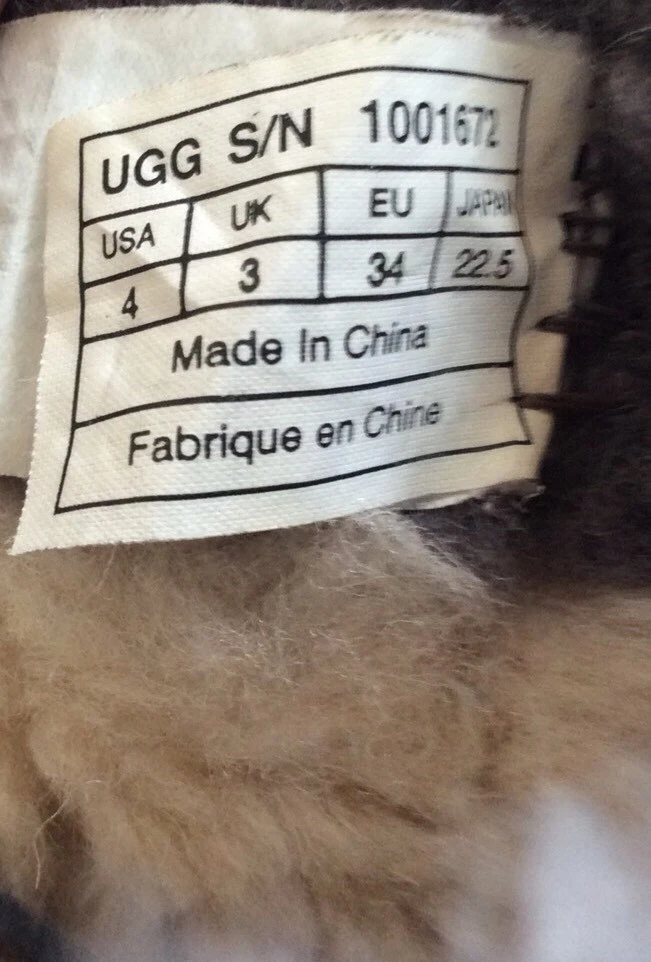 UGG S/N 1001672
USA UK EU JAPAN
4 3 34 22.5
Made In China
Fabrique en Chine